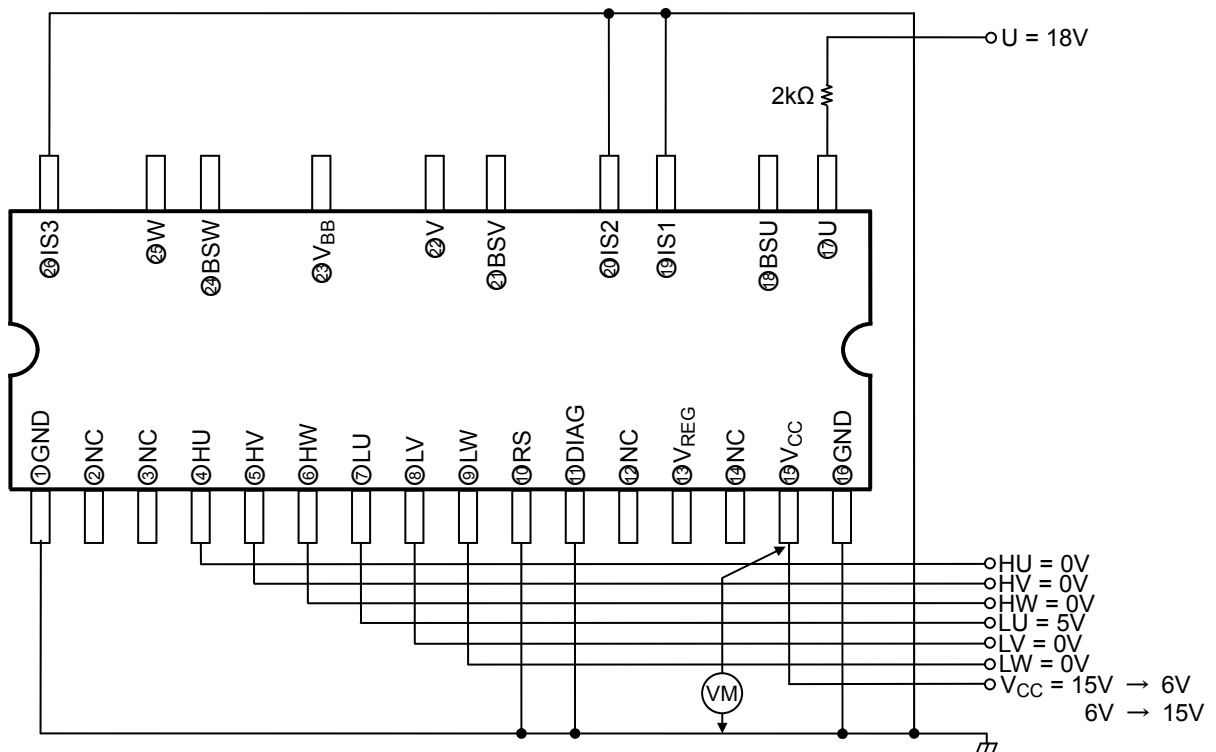 U = 18V
2kΩ
㉖IS3
㉕W
㉔BSW
㉓VBB
㉒V
㉑BSV
⑳IS2
⑲IS1
⑱BSU
⑰U
①GND
②NC
③NC
④HU
⑤HV
⑥HW
⑦LU
⑧LV
⑨LW
⑩RS
⑪DIAG
⑫NC
⑬VREG
⑭NC
⑮VCC
⑯GND
HU = 0V
HV = 0V
HW = 0V
LU = 5V
LV = 0V
LW = 0V
VM
VCC = 15V → 6V
6V → 15V